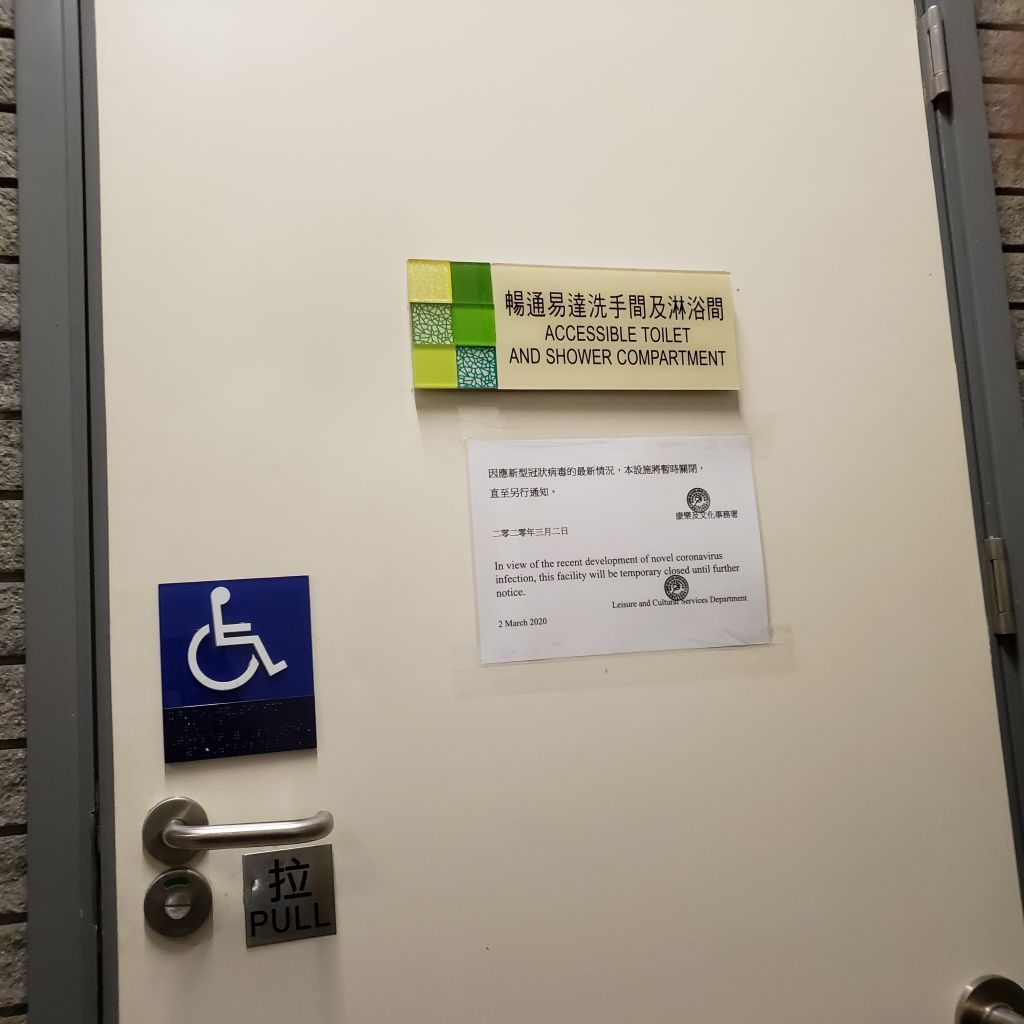 暢通易達洗手間及淋浴間
ACCESSIBLE TOILET
AND SHOWER COMPARTMENT
因應新型冠狀病毒的最新情況，本設施將暫時關閉，
直至另行通知。
康樂及文化事務署
二零二零年三月二日
In view of the recent development of novel coronavirus
infection, this facility will be temporary closed until further
notice.
Leisure and Cultural Services Department
2 March 2020
拉
PULL